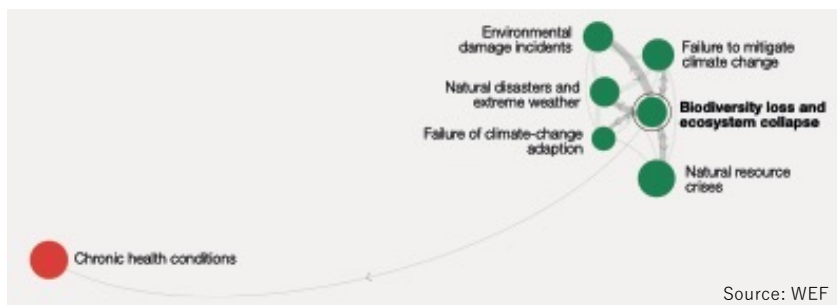 Environmental
damage incidents
Failure to mitigate
climate change
Natural disasters and
extreme weather
Biodiversity loss and
ecosystem collapse
Failure of climate-change
adaption
Natural resource
crises
Chronic health conditions
Source: WEF